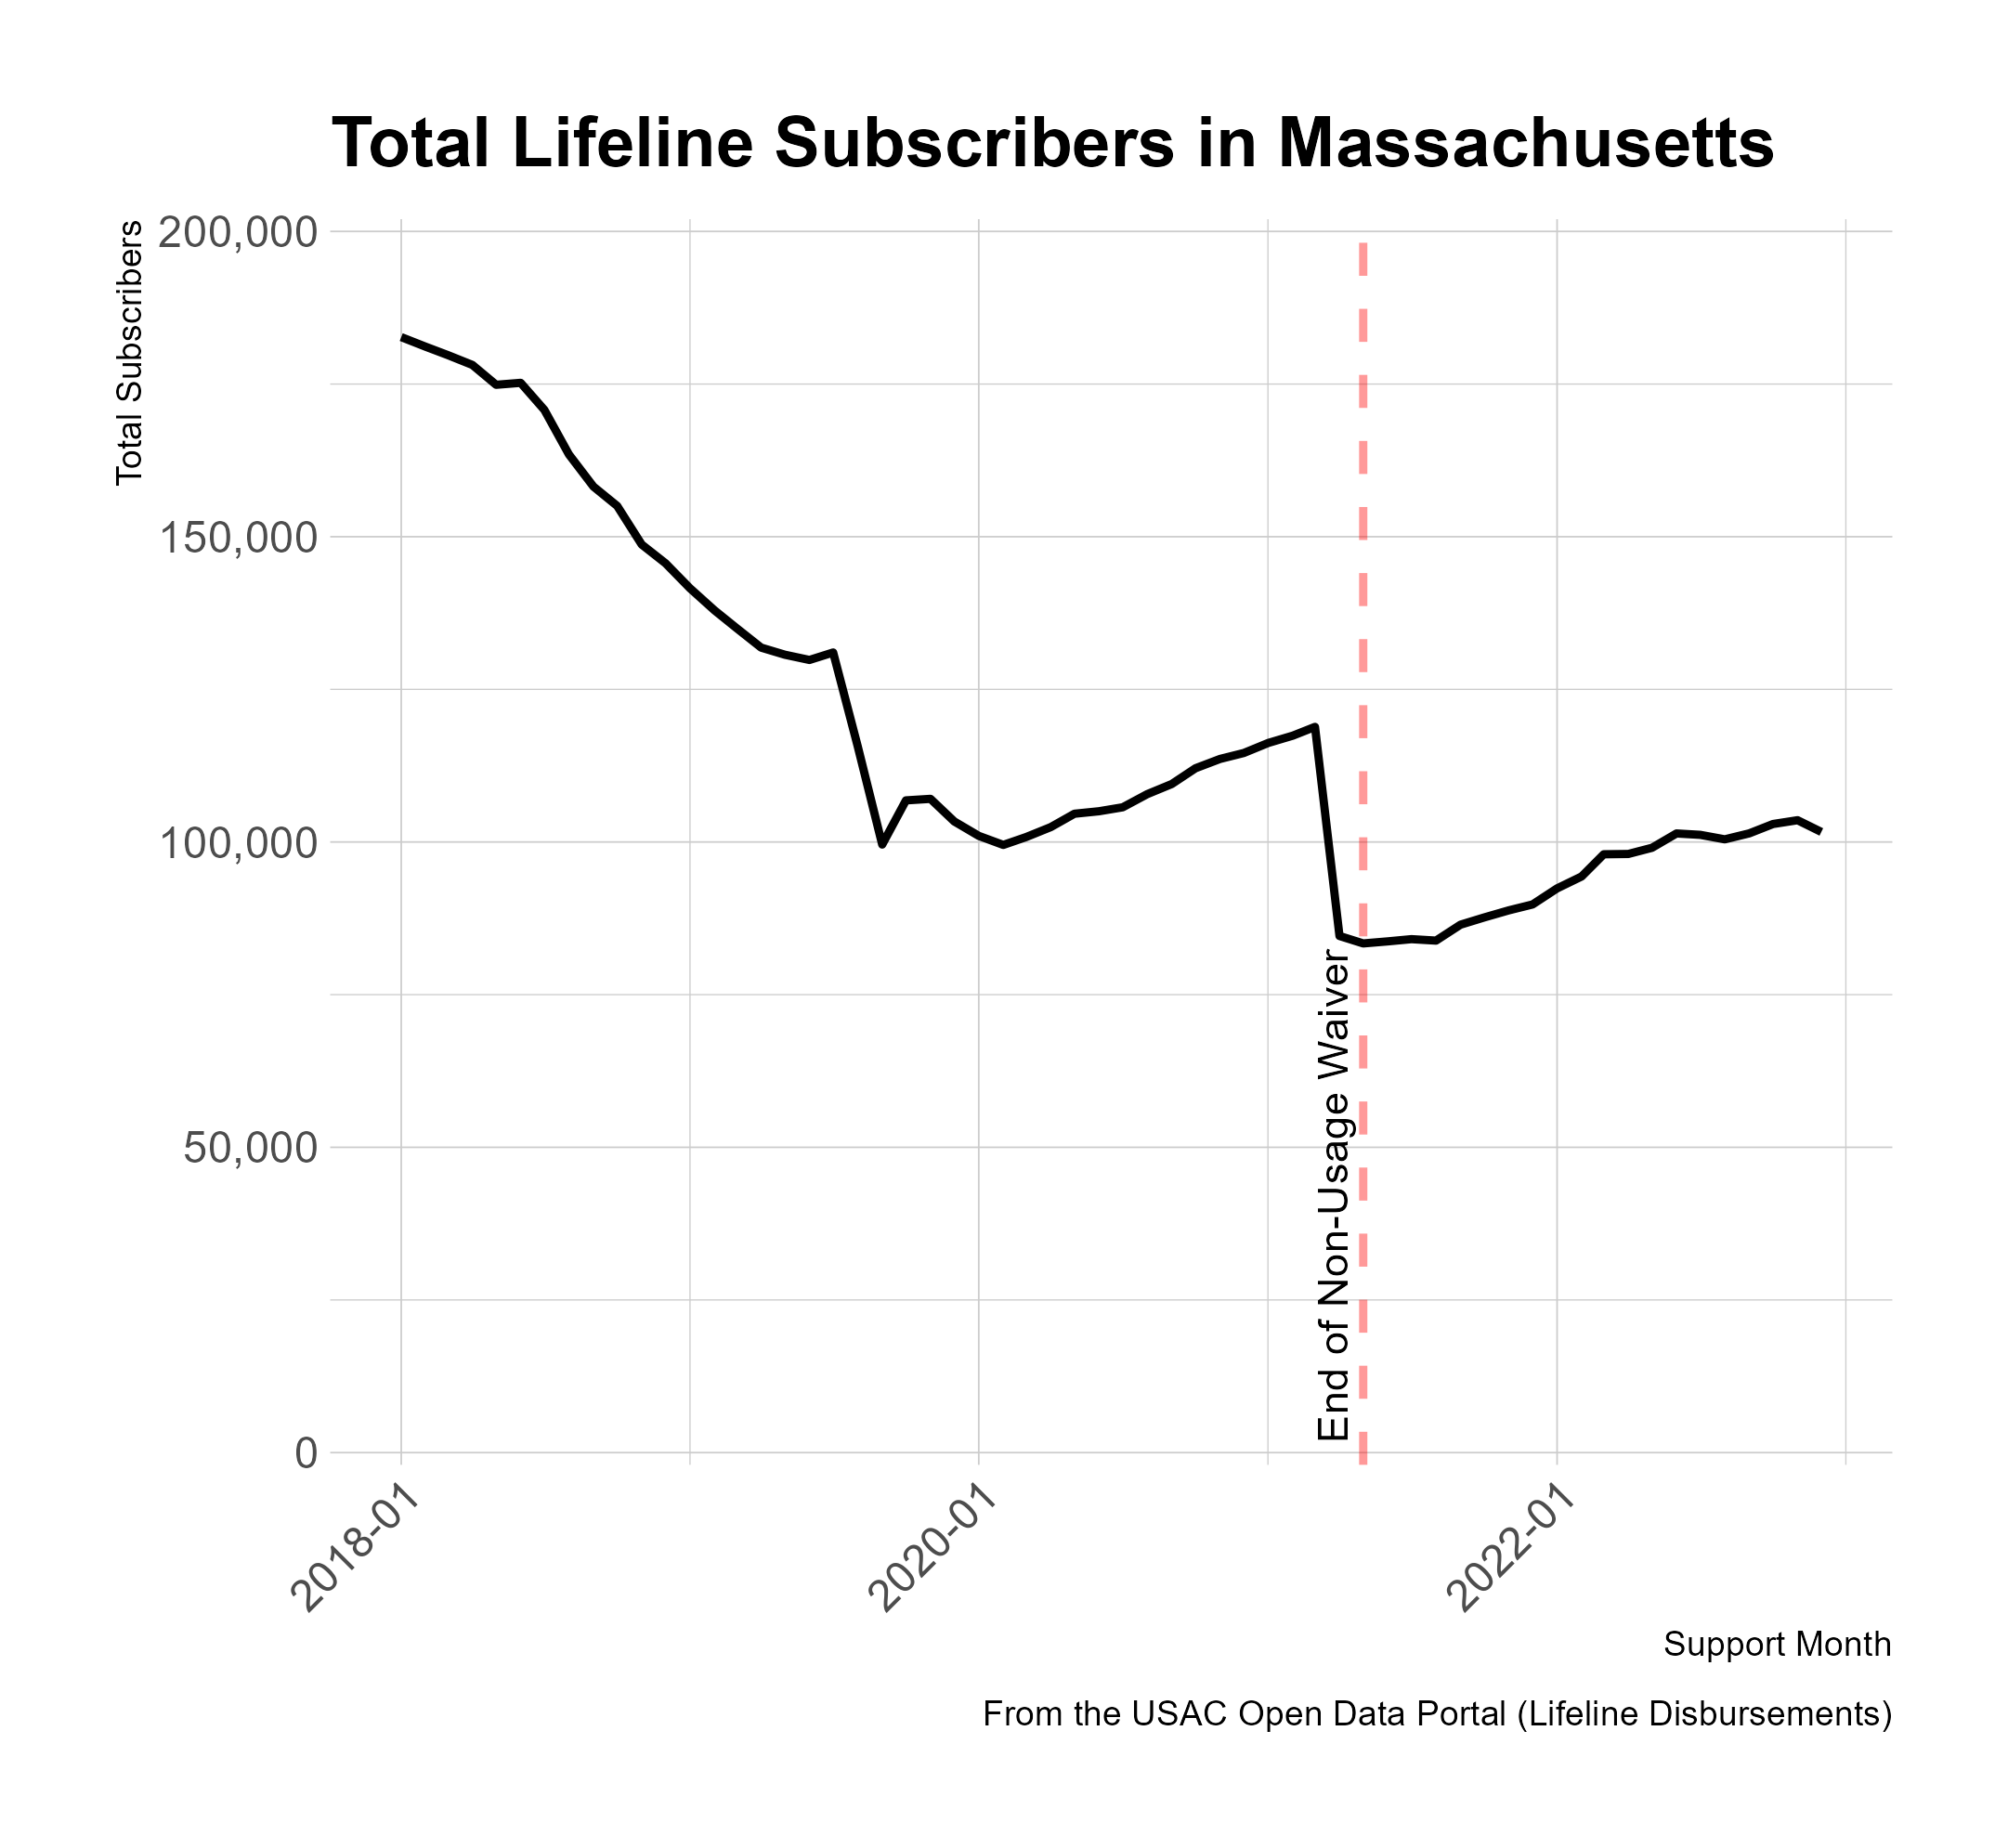 Total Lifeline Subscribers in Massachusetts
Total Subscribers
200,000
150,000
100,000
50,000
0
End of Non-Usage Waiver
2018-01
2020-01
2022-01
Support Month
From the USAC Open Data Portal (Lifeline Disbursements)